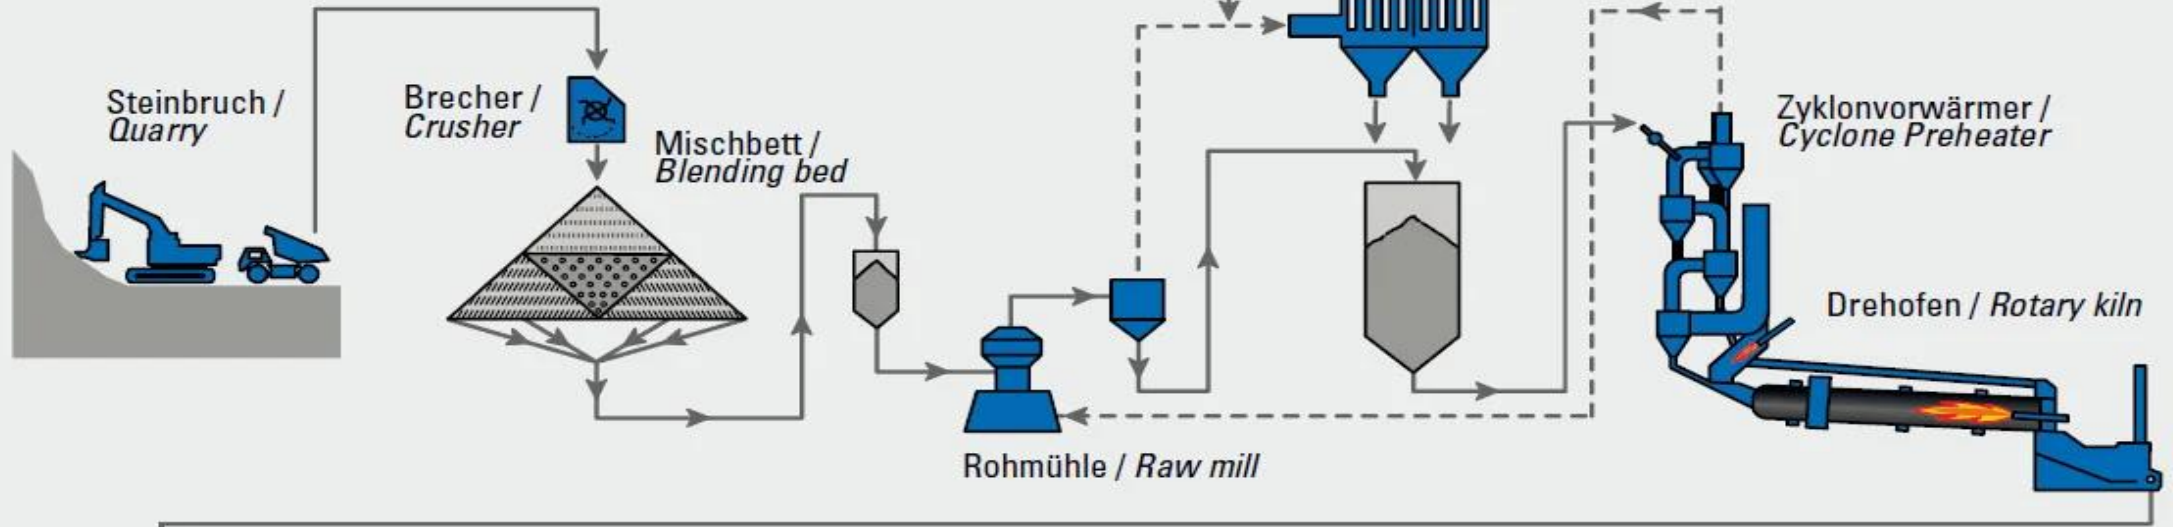 Steinbruch /
Quarry
Brecher /
Crusher
Mischbett /
Blending bed
Rohmühle / Raw mill
Zyklonvorwärmer /
Cyclone Preheater
Drehofen / Rotary kiln